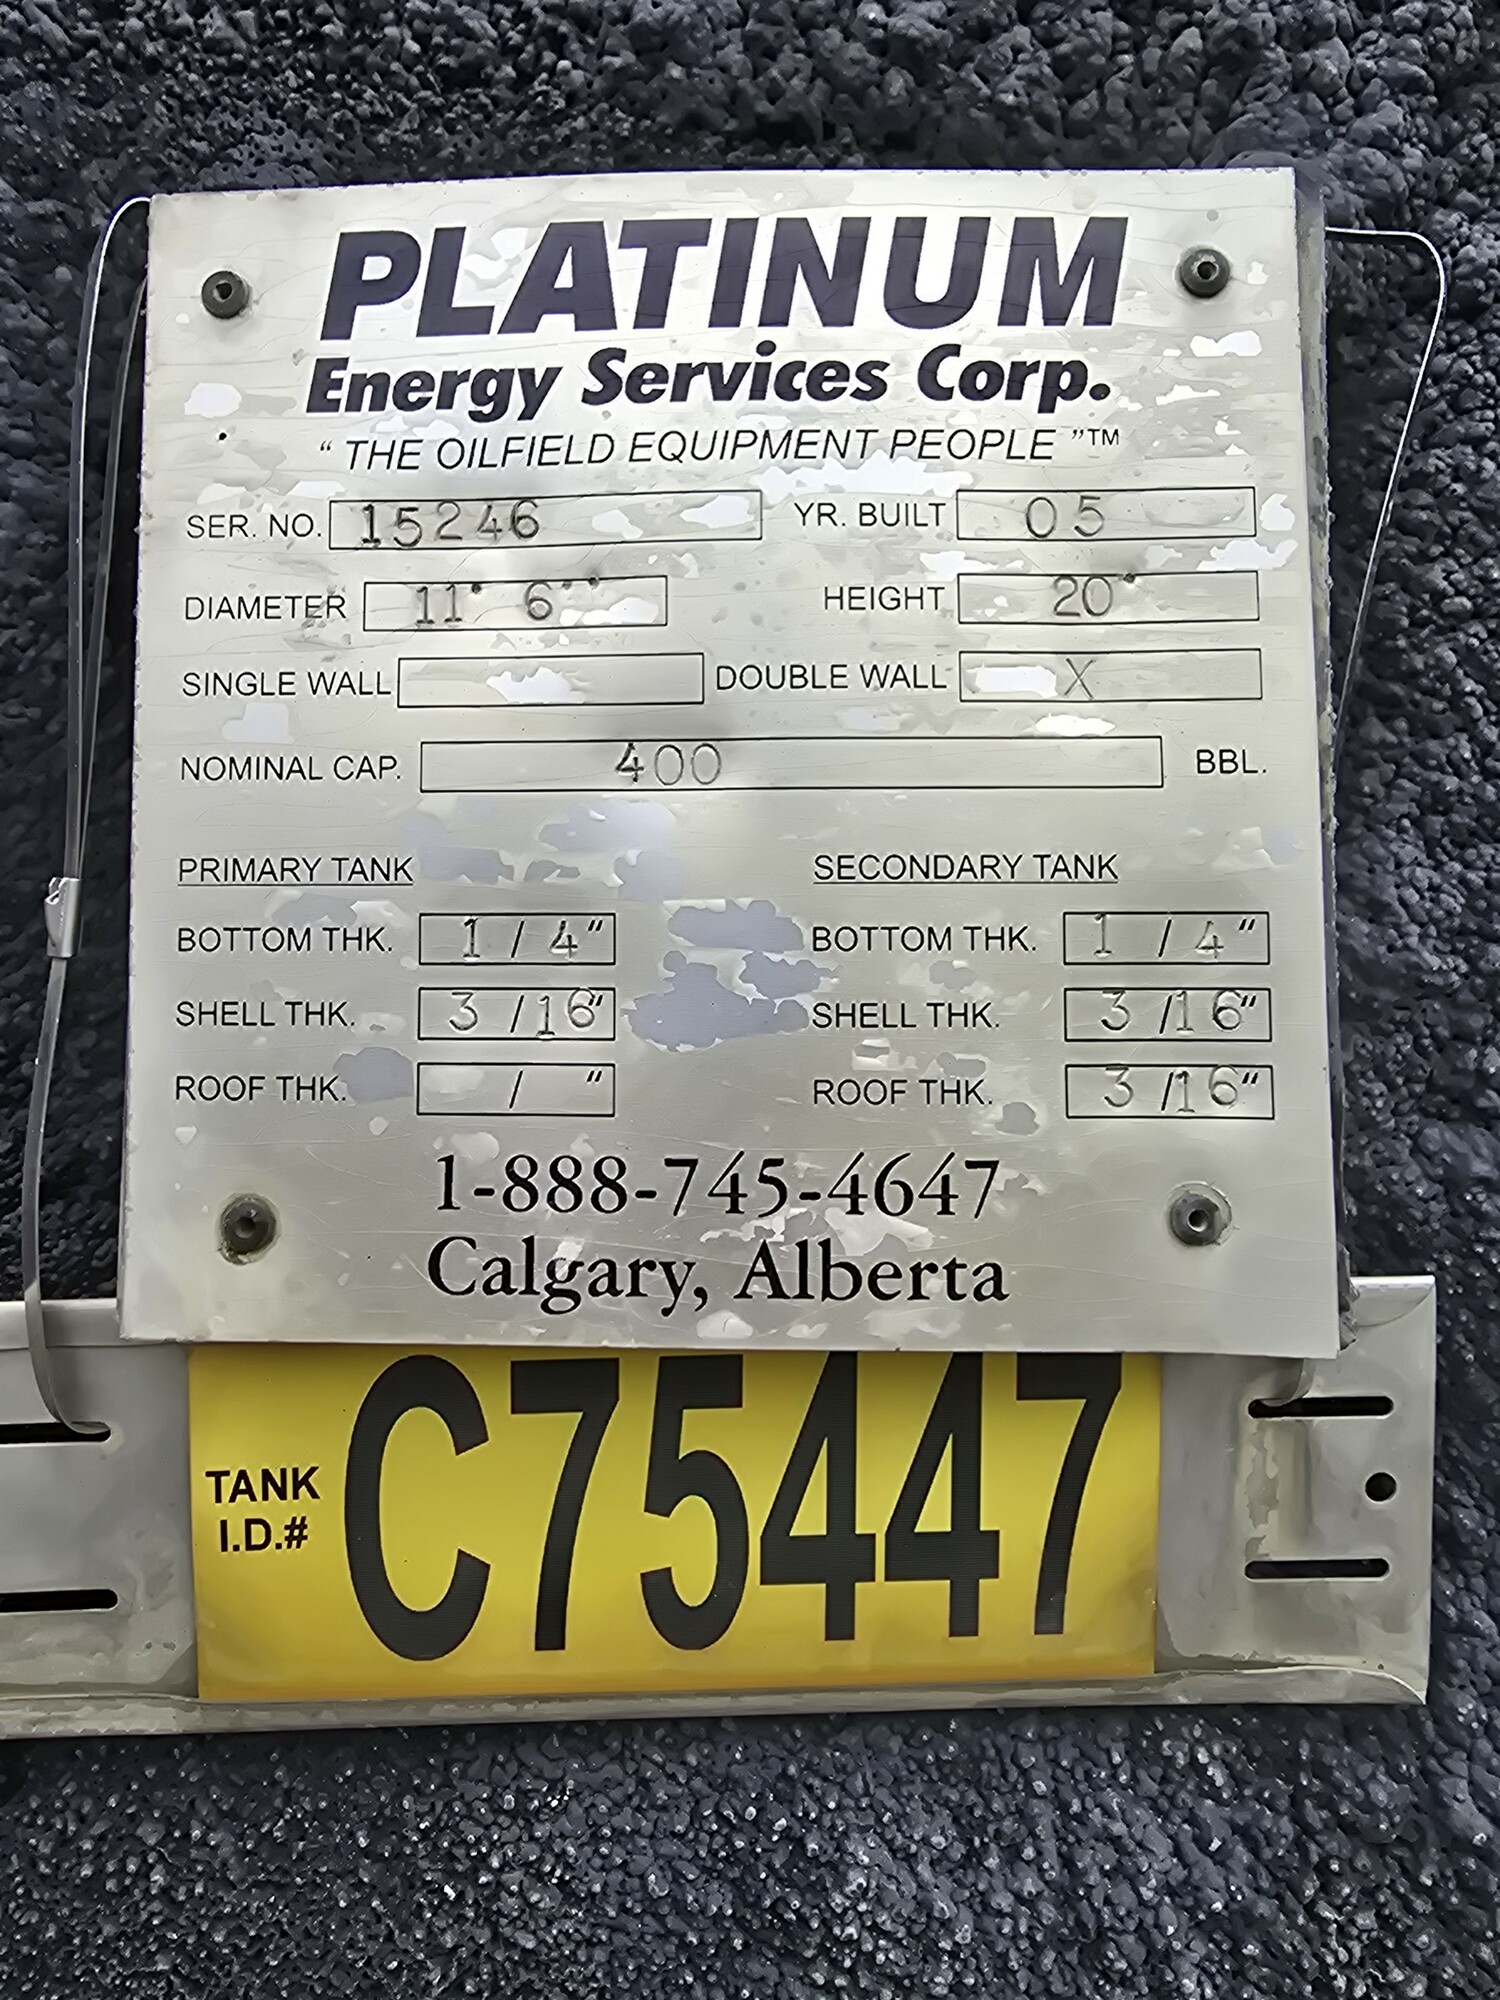 PLATINUM
Energy Services Corp.
“ THE OILFIELD EQUIPMENT PEOPLE ”™
SER. NO. 15246 YR. BUILT 05
DIAMETER 11' 6'' HEIGHT 20'
SINGLE WALL DOUBLE WALL X
NOMINAL CAP. 400 BBL.
PRIMARY TANK SECONDARY TANK
BOTTOM THK. 1 / 4" BOTTOM THK. 1 / 4"
SHELL THK. 3 /16" SHELL THK. 3 /16"
ROOF THK. / " ROOF THK. 3 /16"
1-888-745-4647
Calgary, Alberta
TANK
I.D.#
C75447